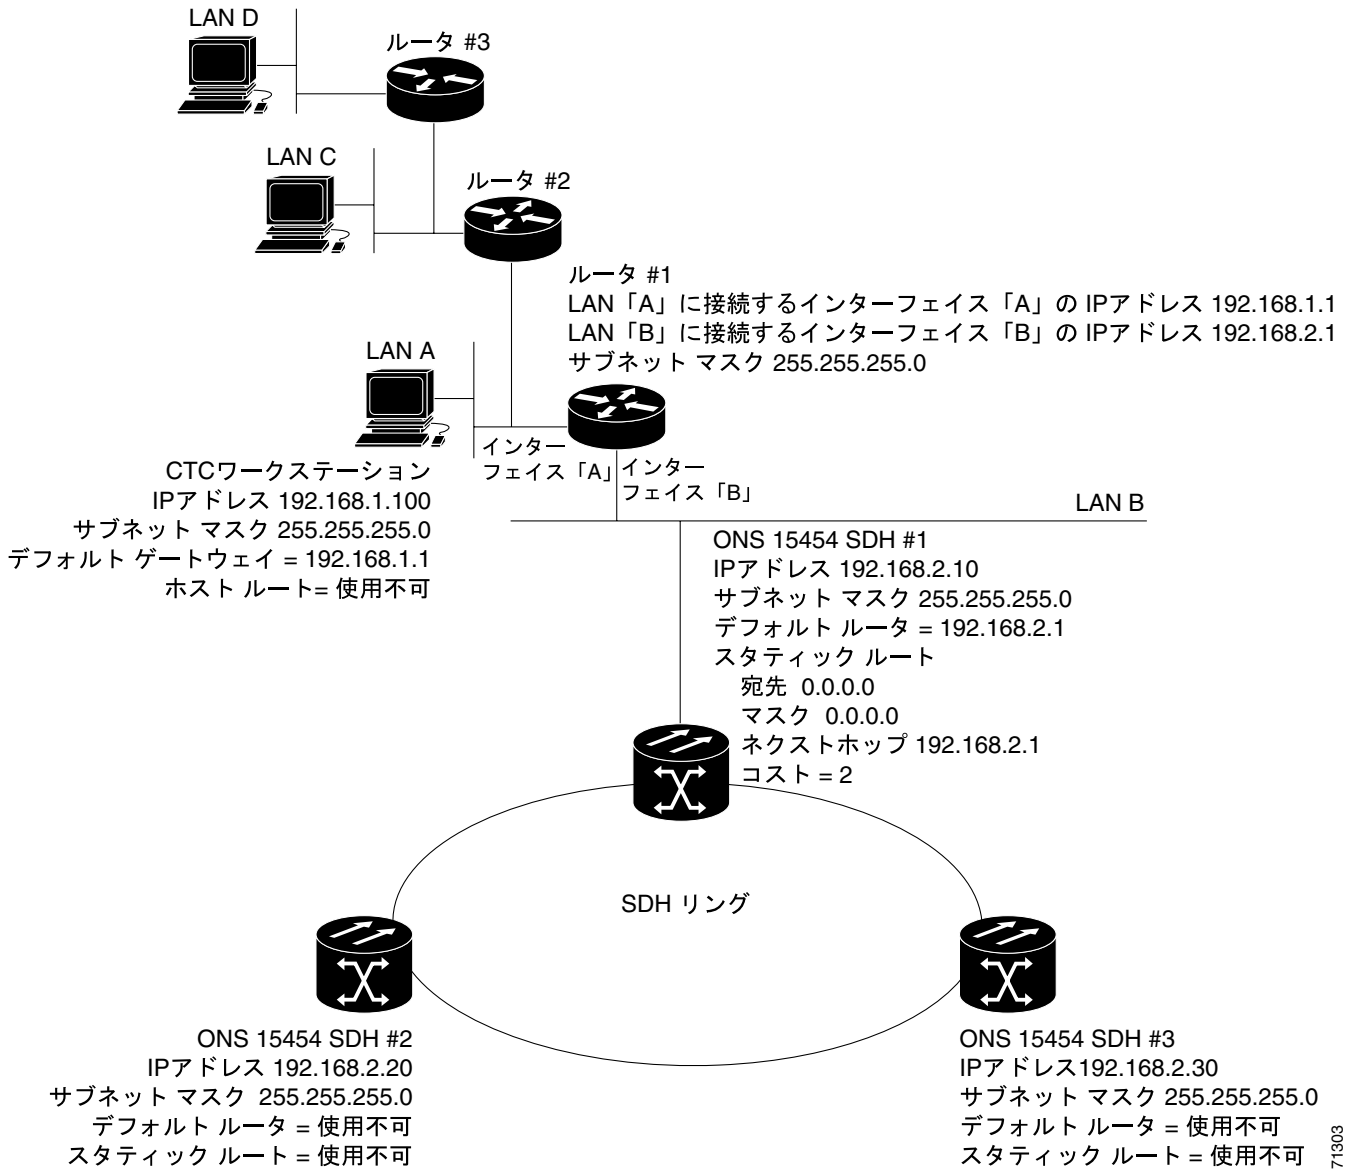 LAN D
ルータ #3
LAN C
ルータ #2
ルータ #1
LAN「A」に接続するインターフェイス「A」の IPアドレス 192.168.1.1
LAN「B」に接続するインターフェイス「B」の IPアドレス 192.168.2.1
サブネット マスク 255.255.255.0
LAN A
インター
フェイス「A」
インター
フェイス「B」
CTCワークステーション
IPアドレス 192.168.1.100
サブネット マスク 255.255.255.0
デフォルト ゲートウェイ = 192.168.1.1
ホスト ルート= 使用不可
LAN B
ONS 15454 SDH #1
IPアドレス 192.168.2.10
サブネット マスク 255.255.255.0
デフォルト ルータ = 192.168.2.1
スタティック ルート
宛先 0.0.0.0
マスク 0.0.0.0
ネクストホップ 192.168.2.1
コスト = 2
SDH リング
ONS 15454 SDH #2
IPアドレス 192.168.2.20
サブネット マスク 255.255.255.0
デフォルト ルータ = 使用不可
スタティック ルート = 使用不可
ONS 15454 SDH #3
IPアドレス192.168.2.30
サブネット マスク 255.255.255.0
デフォルト ルータ = 使用不可
スタティック ルート = 使用不可
71303